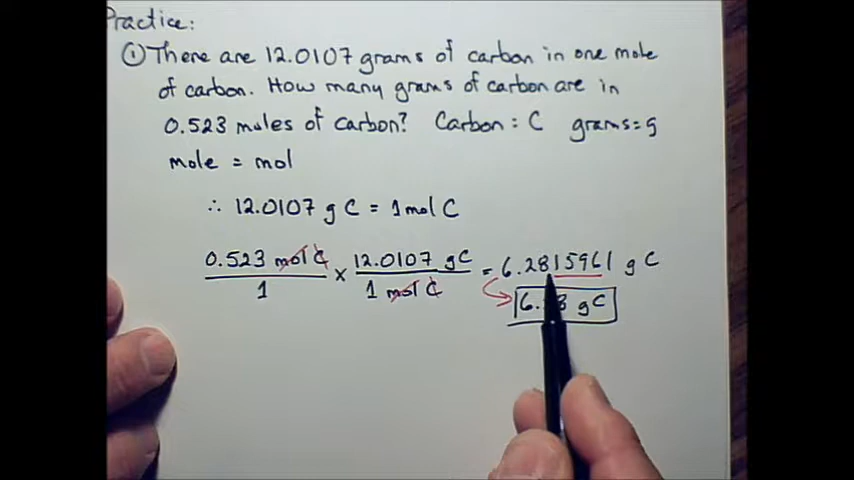 Practice:
① There are 12.0107 grams of carbon in one mole
of carbon. How many grams of carbon are in
0.523 moles of carbon? Carbon = C grams = g
mole = mol
∴ 12.0107 g C = 1 mol C
0.523 mol C / 1 × 12.0107 g C / 1 mol C = 6.2815961 g C
6.28 g C